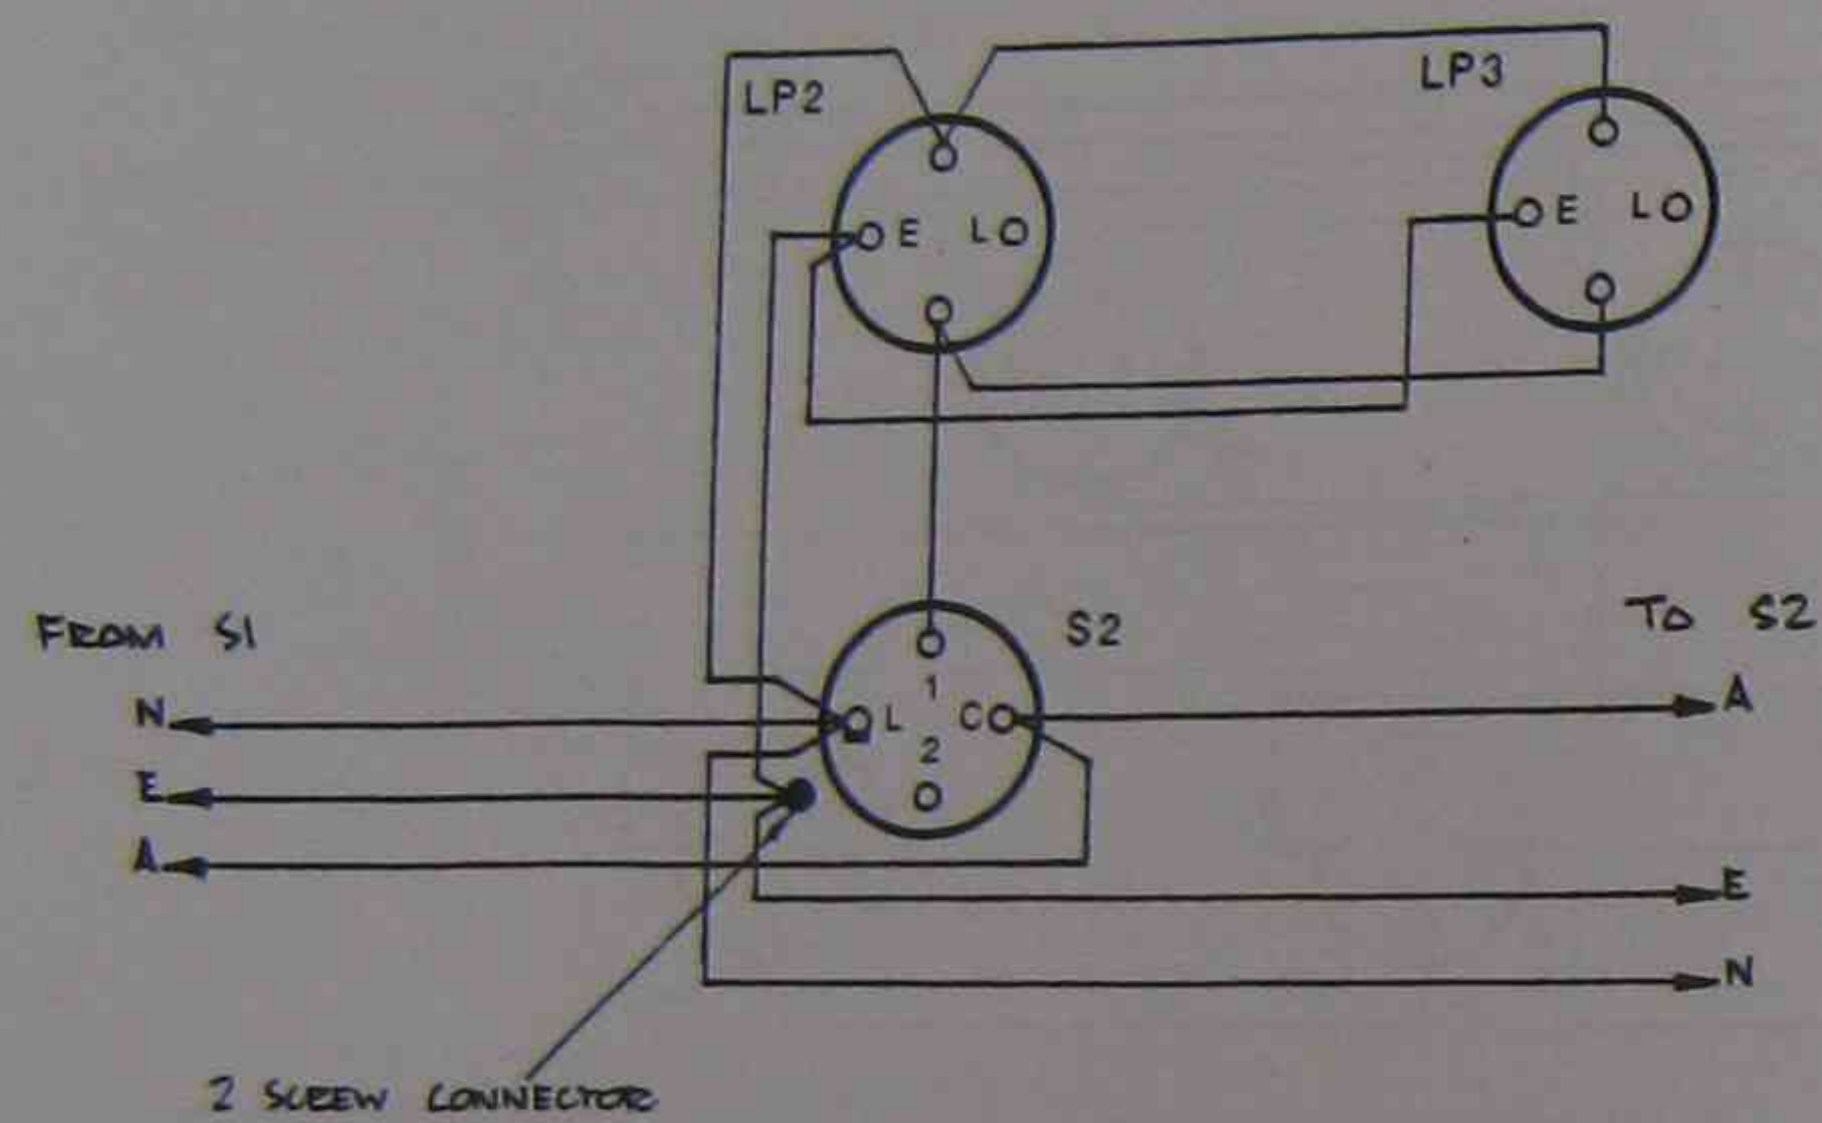 LP2
LP3
E L
E L
FROM S1
S2
TO S2
1
N
L C
A
2
E
A
E
N
2 SCREW CONNECTOR